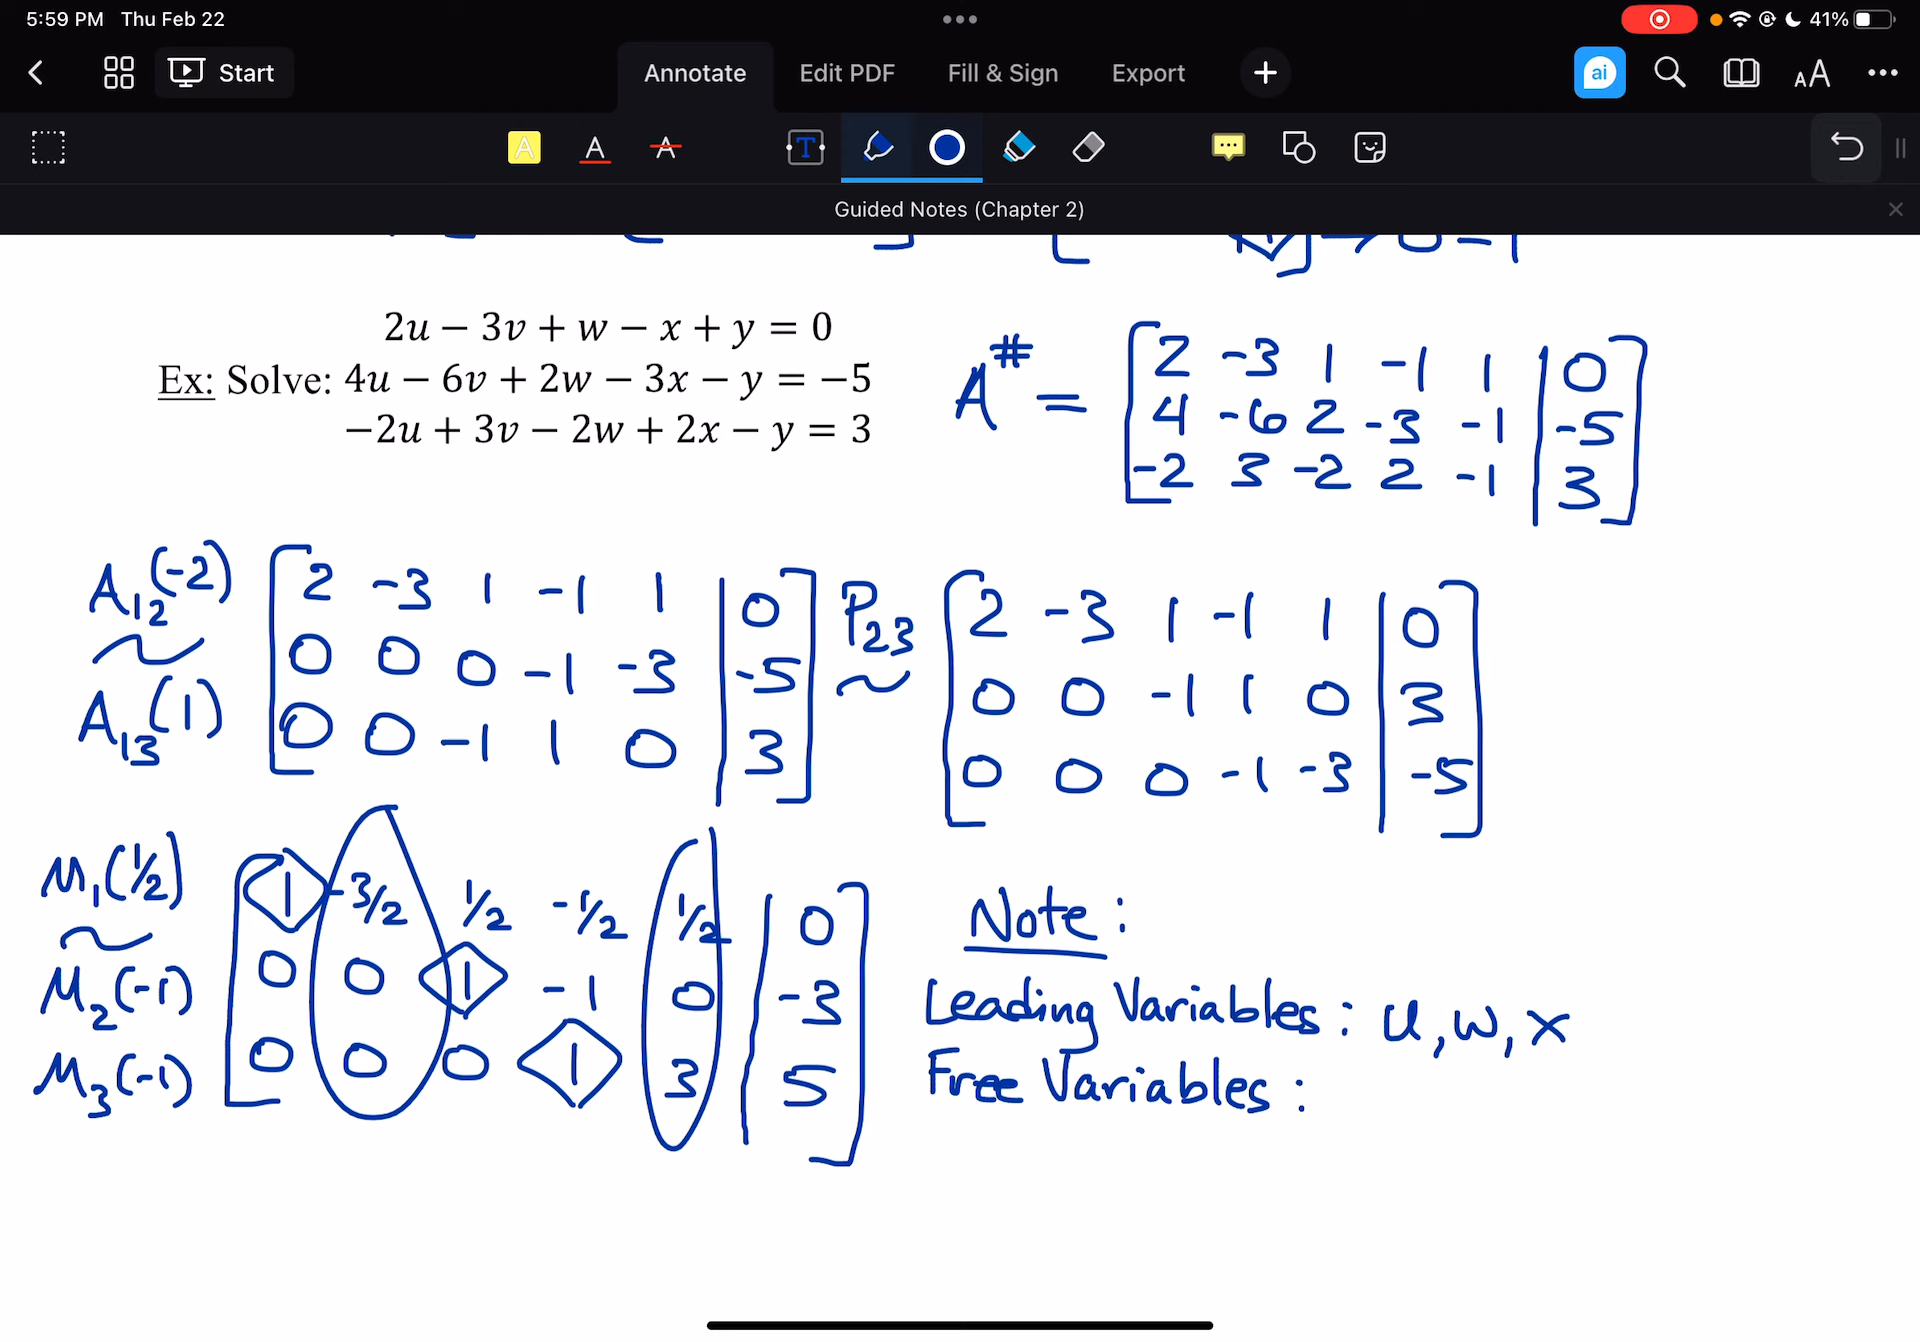 5:59 PM Thu Feb 22
41%
Start
Annotate
Edit PDF
Fill & Sign
Export
ai
AA
A A A T
Guided Notes (Chapter 2)
2u − 3v + w − x + y = 0
Ex: Solve: 4u − 6v + 2w − 3x − y = −5
−2u + 3v − 2w + 2x − y = 3
A# =
2 -3 1 -1 1 | 0
4 -6 2 -3 -1 | -5
-2 3 -2 2 -1 | 3
A12(-2)
~
A13(1)
2 -3 1 -1 1 | 0
0 0 0 -1 -3 | -5
0 0 -1 1 0 | 3
P23
~
2 -3 1 -1 1 | 0
0 0 -1 1 0 | 3
0 0 0 -1 -3 | -5
M1(1/2)
~
M2(-1)
M3(-1)
1 -3/2 1/2 -1/2 1/2 | 0
0 0 1 -1 0 | -3
0 0 0 1 3 | 5
Note:
Leading Variables: u, w, x
Free Variables: